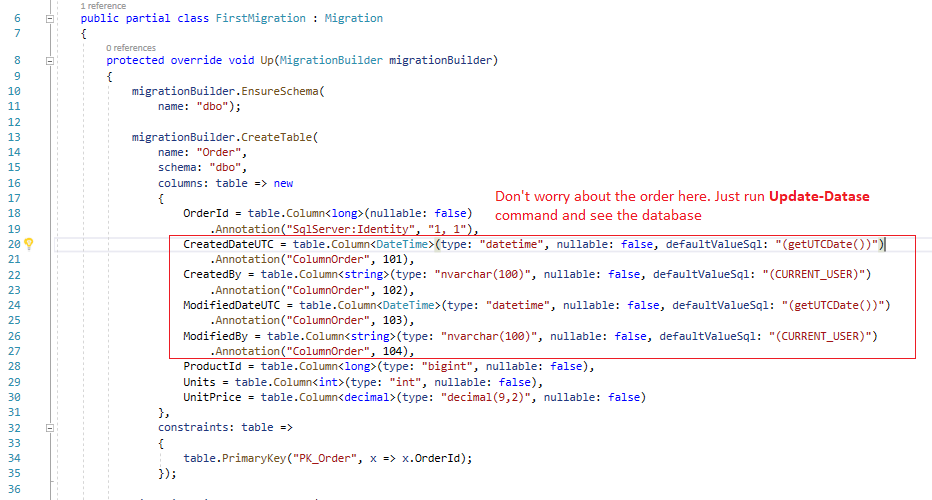 1 reference
6 public partial class FirstMigration : Migration
7 {
0 references
8 protected override void Up(MigrationBuilder migrationBuilder)
9 {
10 migrationBuilder.EnsureSchema(
11 name: "dbo");
12
13 migrationBuilder.CreateTable(
14 name: "Order",
15 schema: "dbo",
16 columns: table => new
17 {
Don't worry about the order here. Just run Update-Datase
command and see the database
18 OrderId = table.Column<long>(nullable: false)
19 .Annotation("SqlServer:Identity", "1, 1"),
20 CreatedDateUTC = table.Column<DateTime>(type: "datetime", nullable: false, defaultValueSql: "(getUTCDate())")
21 .Annotation("ColumnOrder", 101),
22 CreatedBy = table.Column<string>(type: "nvarchar(100)", nullable: false, defaultValueSql: "(CURRENT_USER)")
23 .Annotation("ColumnOrder", 102),
24 ModifiedDateUTC = table.Column<DateTime>(type: "datetime", nullable: false, defaultValueSql: "(getUTCDate())")
25 .Annotation("ColumnOrder", 103),
26 ModifiedBy = table.Column<string>(type: "nvarchar(100)", nullable: false, defaultValueSql: "(CURRENT_USER)")
27 .Annotation("ColumnOrder", 104),
28 ProductId = table.Column<long>(type: "bigint", nullable: false),
29 Units = table.Column<int>(type: "int", nullable: false),
30 UnitPrice = table.Column<decimal>(type: "decimal(9,2)", nullable: false)
31 },
32 constraints: table =>
33 {
34 table.PrimaryKey("PK_Order", x => x.OrderId);
35 });
36